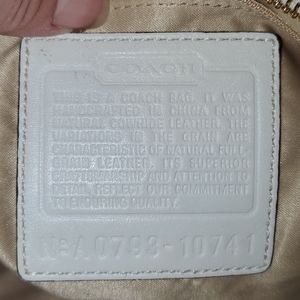 COACH
THIS IS A COACH BAG. IT WAS
HANDCRAFTED IN CHINA FROM
NATURAL COWHIDE LEATHER. THE
VARIATIONS IN THE GRAIN ARE
CHARACTERISTIC OF NATURAL FULL-
GRAIN LEATHER. ITS SUPERIOR
CRAFTSMANSHIP AND ATTENTION TO
DETAIL REFLECT OUR COMMITMENT
TO ENDURING QUALITY.
NO A0793-10741